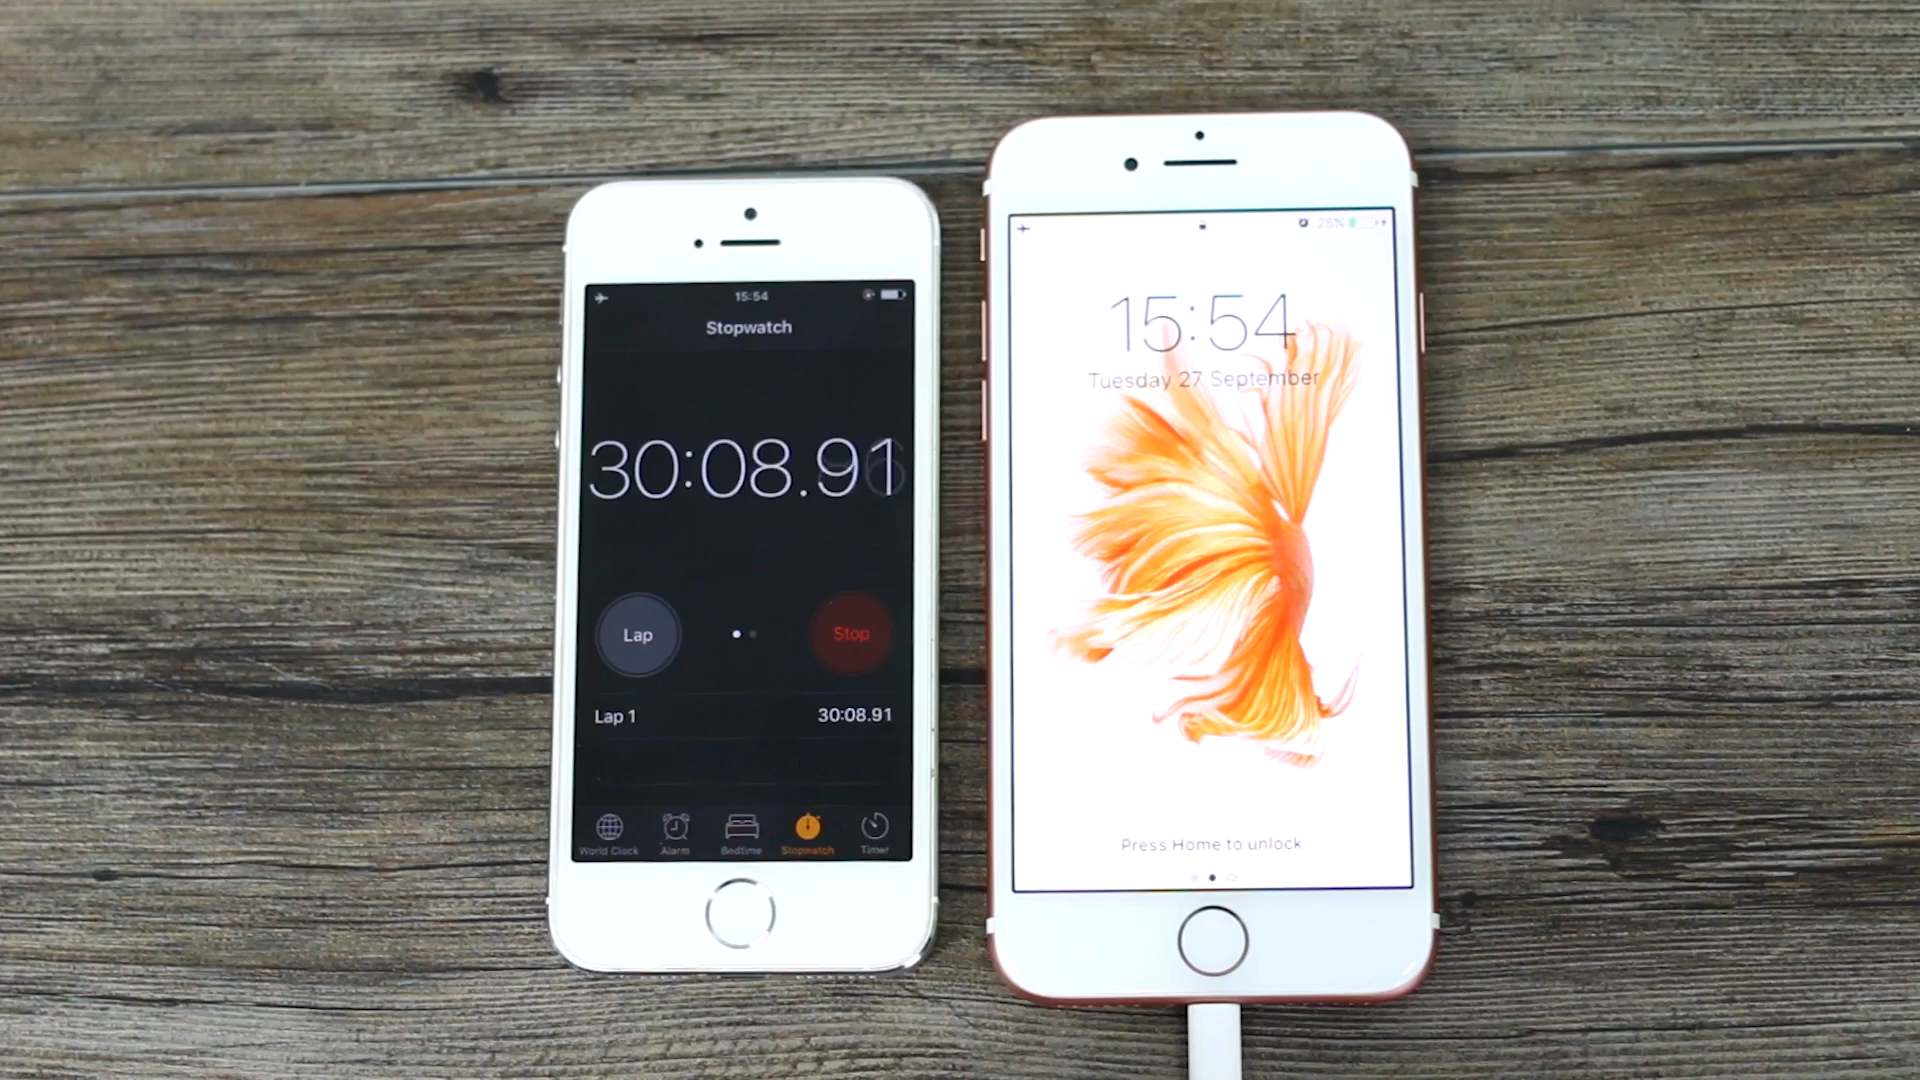 15:54
Stopwatch
30:08.91
Lap
Stop
Lap 1
30:08.91
World Clock
Alarm
Bedtime
Stopwatch
Timer
25%
15:54
Tuesday 27 September
Press Home to unlock